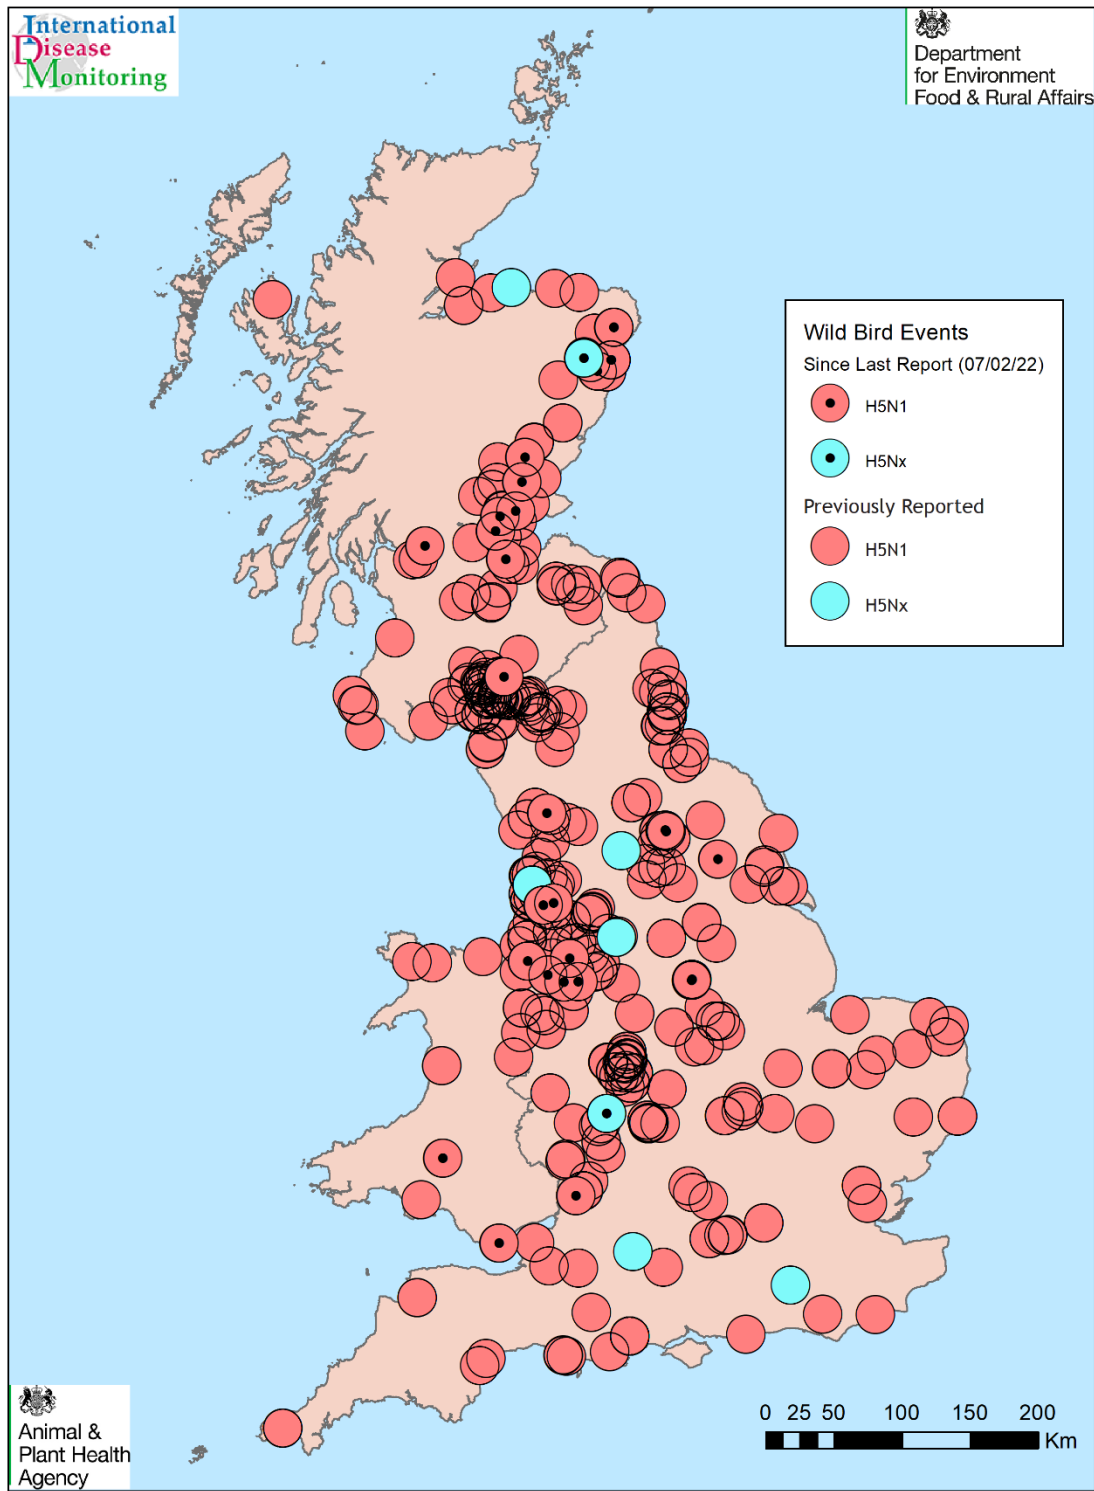 International
Disease
Monitoring
Department
for Environment
Food & Rural Affairs
Wild Bird Events
Since Last Report (07/02/22)
H5N1
H5Nx
Previously Reported
H5N1
H5Nx
0 25 50 100 150 200
Km
Animal &
Plant Health
Agency